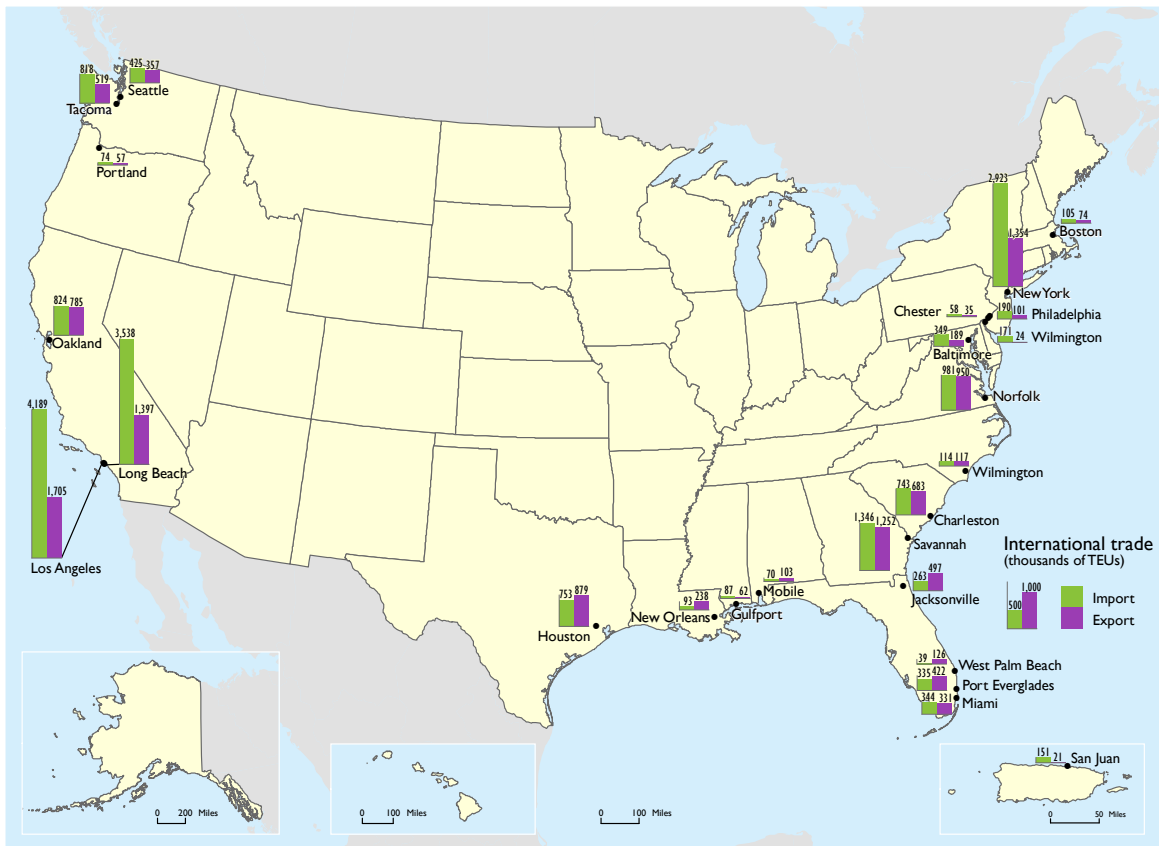 425 357
Seattle
818 519
Tacoma
74 57
Portland
2,923
1,354
New York
105 74
Boston
58 35
Chester
190 101
Philadelphia
171 24
Wilmington
349 189
Baltimore
981 950
Norfolk
824 785
Oakland
3,538
1,397
Long Beach
4,189
1,705
Los Angeles
114 117
Wilmington
743 683
Charleston
1,346 1,252
Savannah
263 497
Jacksonville
International trade
(thousands of TEUs)
500 1,000
Import
Export
753 879
Houston
93 238
New Orleans
87 62
Gulfport
70 103
Mobile
39 126
West Palm Beach
335 422
Port Everglades
344 331
Miami
151 21
San Juan
0 200 Miles
0 100 Miles
0 100 Miles
0 50 Miles